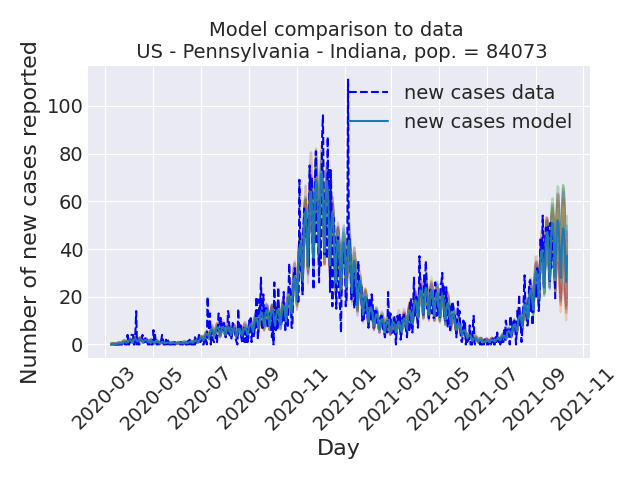 Model comparison to data
US - Pennsylvania - Indiana, pop. = 84073
Number of new cases reported
100
80
60
40
20
0
new cases data
new cases model
2020-03
2020-05
2020-07
2020-09
2020-11
2021-01
2021-03
2021-05
2021-07
2021-09
2021-11
Day